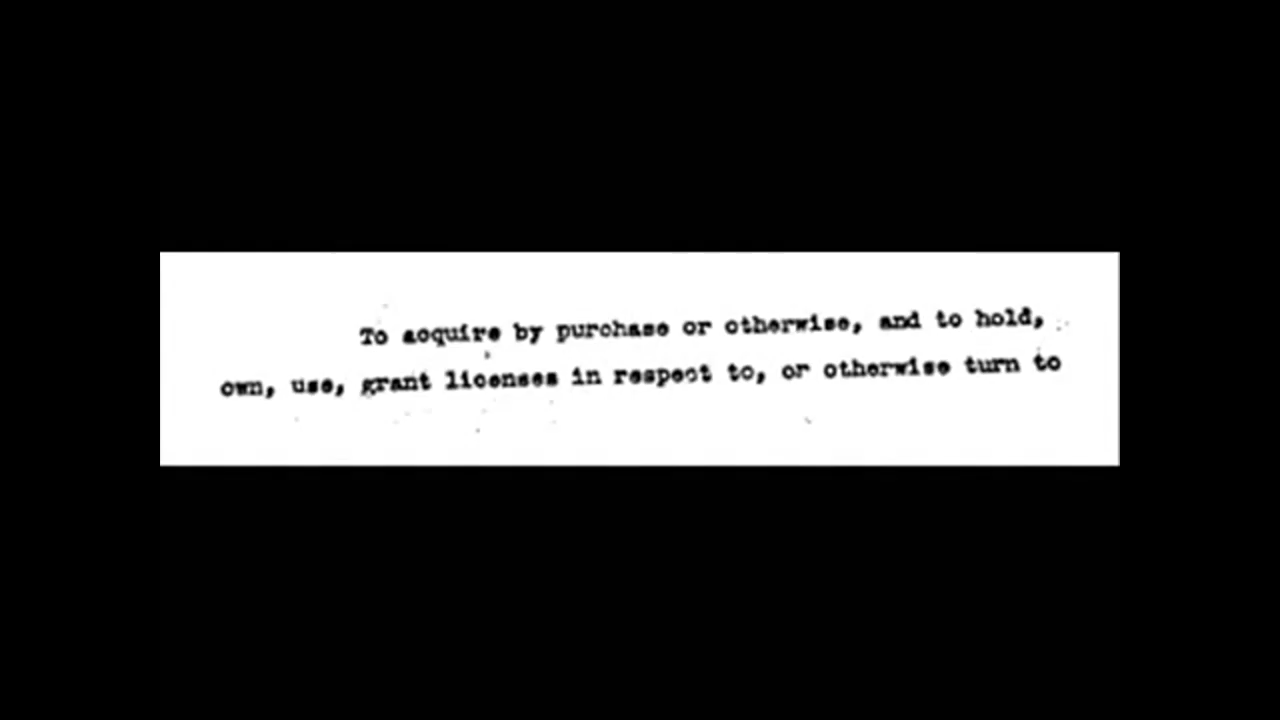 To acquire by purchase or otherwise, and to hold,
own, use, grant licenses in respect to, or otherwise turn to